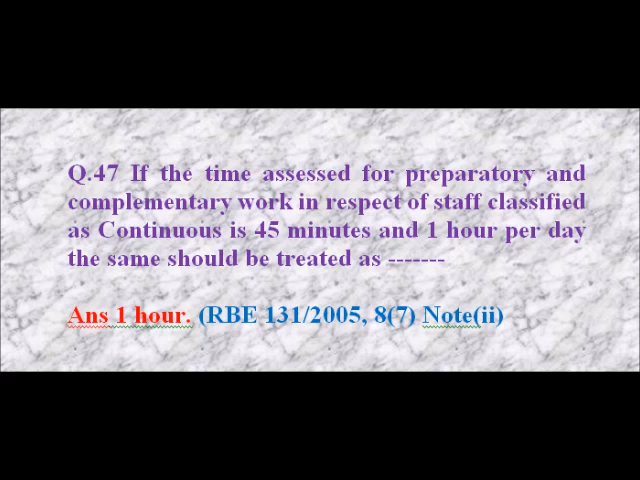 Q.47 If the time assessed for preparatory and
complementary work in respect of staff classified
as Continuous is 45 minutes and 1 hour per day
the same should be treated as -------
Ans 1 hour. (RBE 131/2005, 8(7) Note(ii)